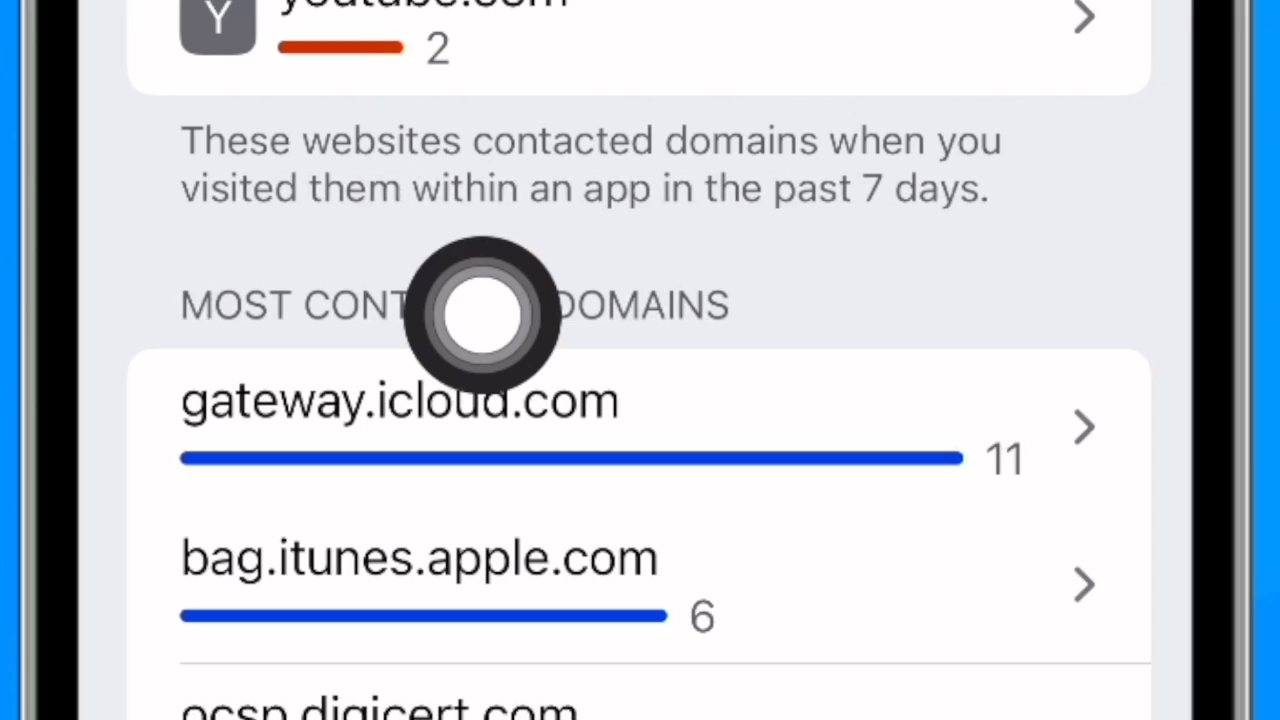 Y
youtube.com
2
These websites contacted domains when you
visited them within an app in the past 7 days.
MOST CONT DOMAINS
gateway.icloud.com
11
bag.itunes.apple.com
6
ocsp.digicert.com